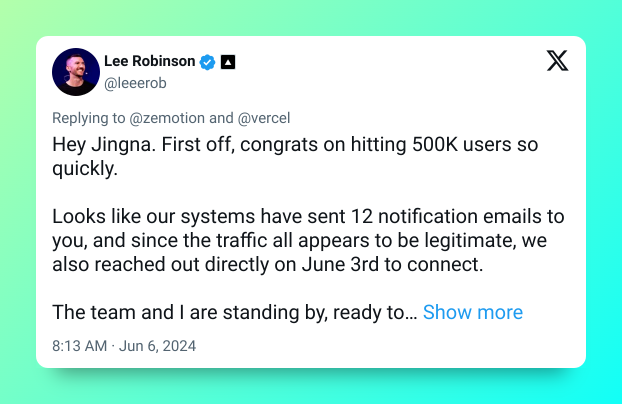 Lee Robinson
@leeerob
Replying to @zemotion and @vercel
Hey Jingna. First off, congrats on hitting 500K users so
quickly.
Looks like our systems have sent 12 notification emails to
you, and since the traffic all appears to be legitimate, we
also reached out directly on June 3rd to connect.
The team and I are standing by, ready to... Show more
8:13 AM · Jun 6, 2024